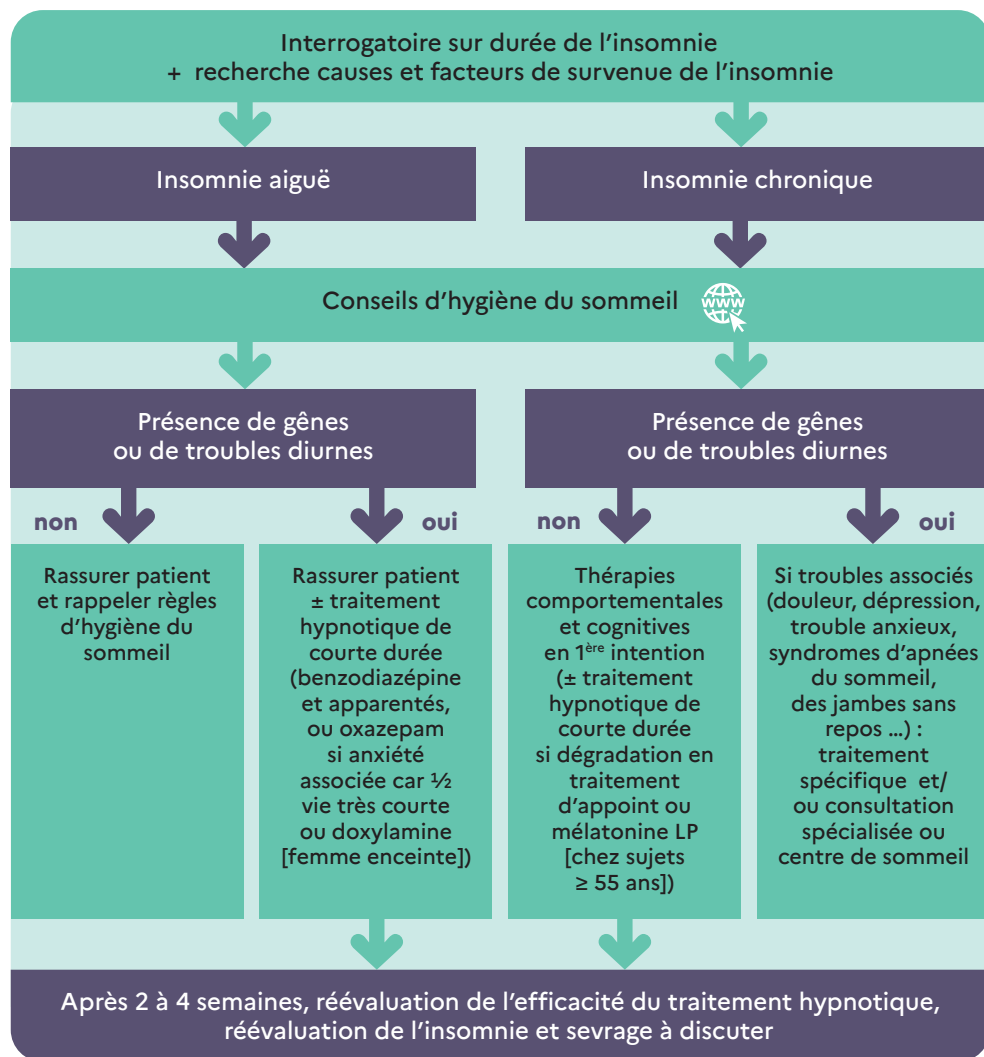 Interrogatoire sur durée de l'insomnie
+ recherche causes et facteurs de survenue de l'insomnie
Insomnie aiguë
Insomnie chronique
Conseils d'hygiène du sommeil
www
Présence de gênes
ou de troubles diurnes
Présence de gênes
ou de troubles diurnes
non
oui
non
oui
Rassurer patient
et rappeler règles
d'hygiène du
sommeil
Rassurer patient
± traitement
hypnotique de
courte durée
(benzodiazépine
et apparentés,
ou oxazepam
si anxiété
associée car ½
vie très courte
ou doxylamine
[femme enceinte])
Thérapies
comportementales
et cognitives
en 1ère intention
(± traitement
hypnotique de
courte durée
si dégradation en
traitement
d'appoint ou
mélatonine LP
[chez sujets
≥ 55 ans])
Si troubles associés
(douleur, dépression,
trouble anxieux,
syndromes d'apnées
du sommeil,
des jambes sans
repos ...) :
traitement
spécifique et/
ou consultation
spécialisée ou
centre de sommeil
Après 2 à 4 semaines, réévaluation de l'efficacité du traitement hypnotique,
réévaluation de l'insomnie et sevrage à discuter